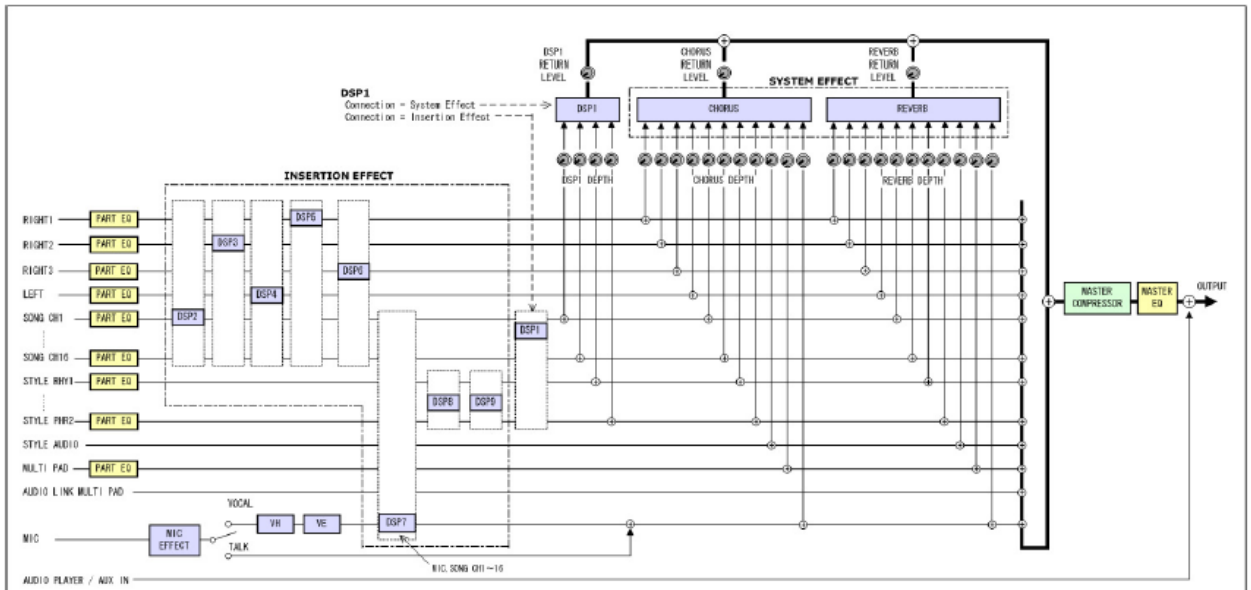 DSP1
RETURN
LEVEL
CHORUS
RETURN
LEVEL
REVERB
RETURN
LEVEL
SYSTEM EFFECT
DSP1
Connection = System Effect
Connection = Insertion Effect
DSP1
CHORUS
REVERB
DSP1 DEPTH
CHORUS DEPTH
REVERB DEPTH
INSERTION EFFECT
RIGHT1 PART EQ DSP5
RIGHT2 PART EQ DSP3
RIGHT3 PART EQ DSP6
LEFT PART EQ DSP4
SONG CH1 PART EQ DSP2
DSP1
SONG CH16 PART EQ
STYLE RHY1 PART EQ
DSP8 DSP9
STYLE PHR2 PART EQ
STYLE AUDIO
MULTI PAD PART EQ
AUDIO LINK MULTI PAD
VOCAL
VH VE DSP7
MIC
MIC
EFFECT
TALK
MIC, SONG CH1~16
AUDIO PLAYER / AUX IN
MASTER
COMPRESSOR
MASTER
EQ
OUTPUT